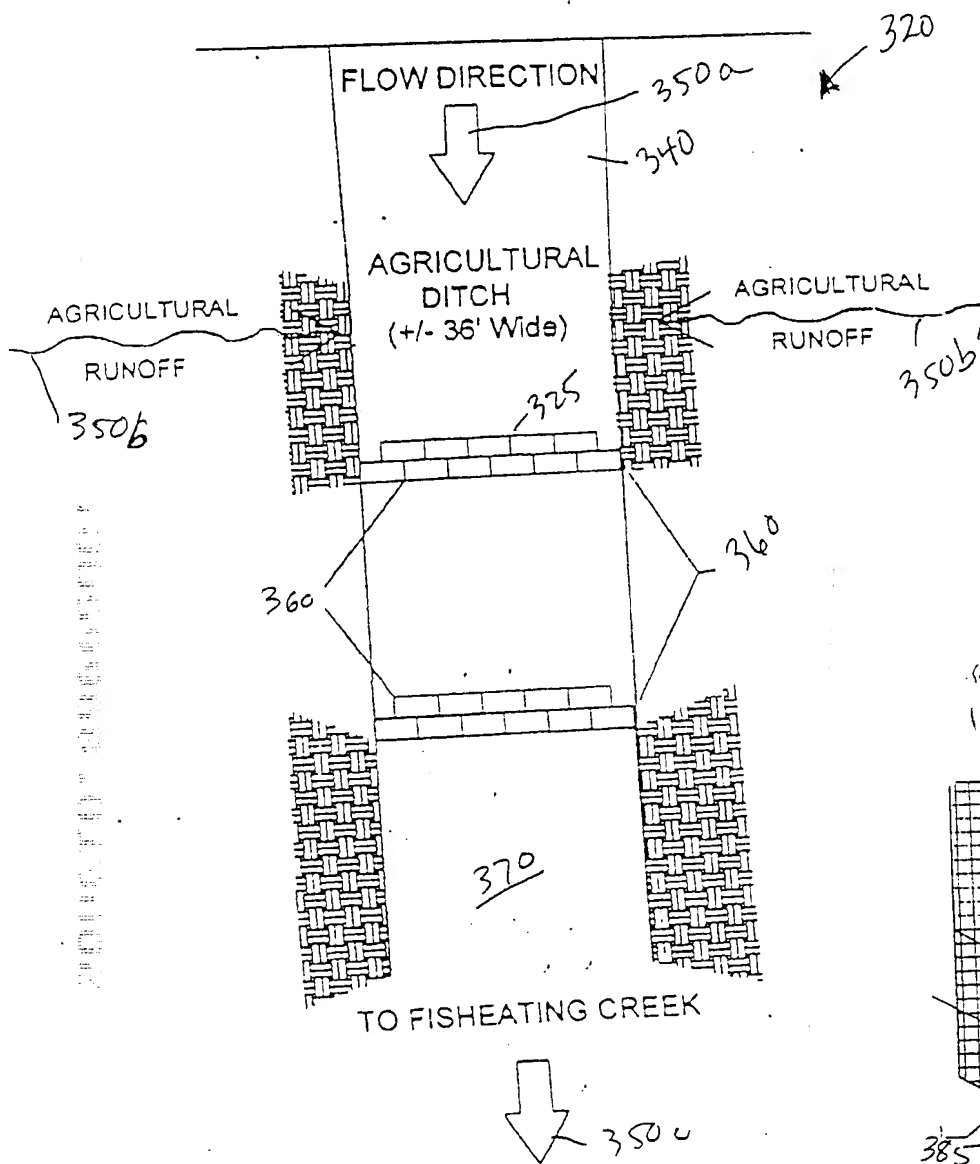 320
FLOW DIRECTION
350a
340
AGRICULTURAL
DITCH
(+/- 36' Wide)
AGRICULTURAL
RUNOFF
350b
AGRICULTURAL
RUNOFF
350b
325
360
360
370
TO FISHEATING CREEK
385